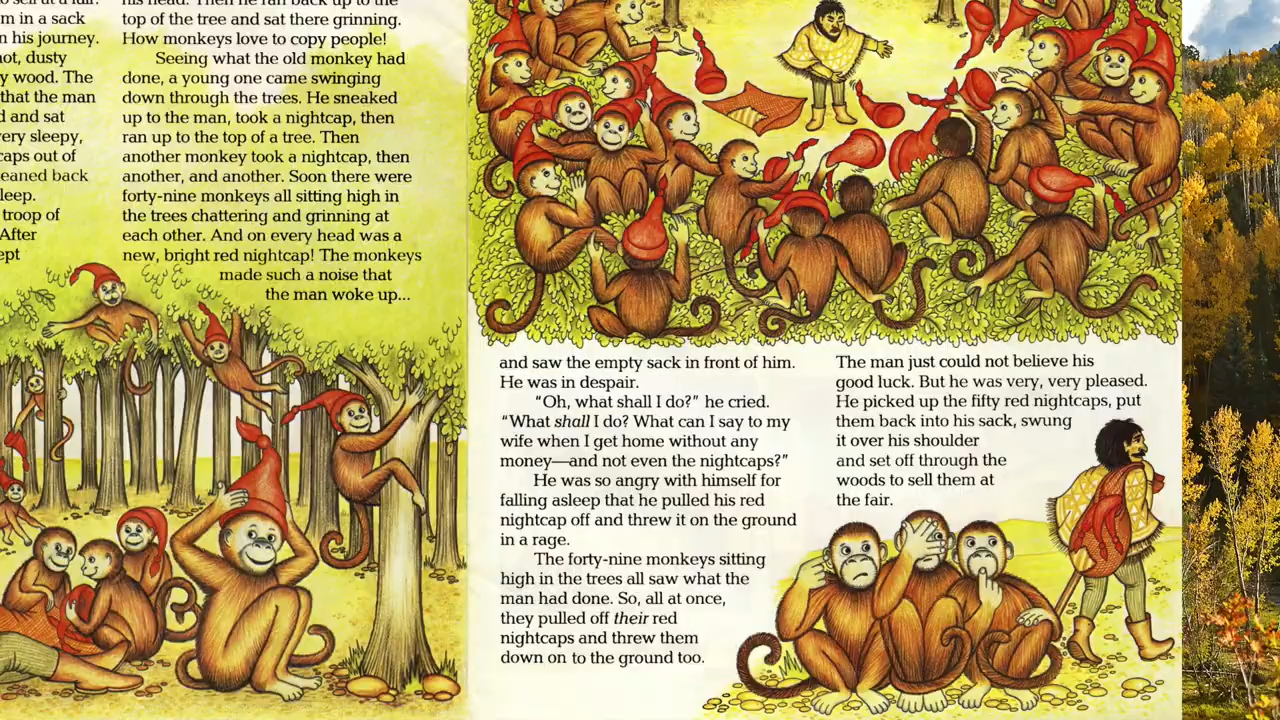 to sell at a fair.
m in a sack
n his journey.
hot, dusty
y wood. The
that the man
d and sat
very sleepy,
caps out of
leaned back
leep.
troop of
After
ept
his head. Then he ran back up to the
top of the tree and sat there grinning.
How monkeys love to copy people!
Seeing what the old monkey had
done, a young one came swinging
down through the trees. He sneaked
up to the man, took a nightcap, then
ran up to the top of a tree. Then
another monkey took a nightcap, then
another, and another. Soon there were
forty-nine monkeys all sitting high in
the trees chattering and grinning at
each other. And on every head was a
new, bright red nightcap! The monkeys
made such a noise that
the man woke up...
and saw the empty sack in front of him.
He was in despair.
“Oh, what shall I do?” he cried.
“What shall I do? What can I say to my
wife when I get home without any
money—and not even the nightcaps?”
He was so angry with himself for
falling asleep that he pulled his red
nightcap off and threw it on the ground
in a rage.
The forty-nine monkeys sitting
high in the trees all saw what the
man had done. So, all at once,
they pulled off their red
nightcaps and threw them
down on to the ground too.
The man just could not believe his
good luck. But he was very, very pleased.
He picked up the fifty red nightcaps, put
them back into his sack, swung
it over his shoulder
and set off through the
woods to sell them at
the fair.